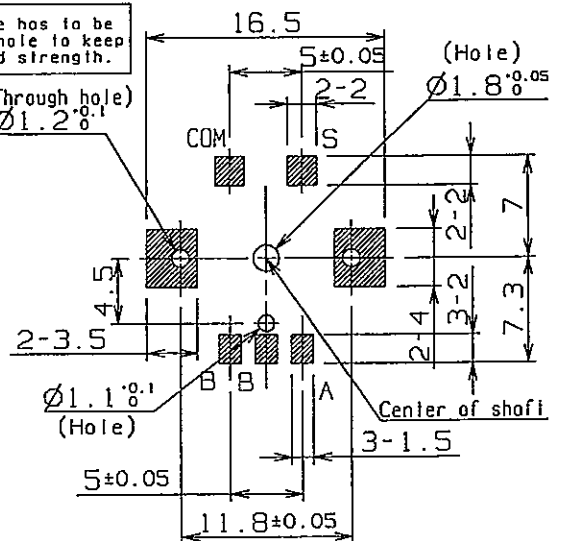 e has to be
hole to keep
d strength.
16.5
5±0.05
(Hole)
Ø1.8 +0.05 0
2-2
Through hole)
Ø1.2 +0.1 0
COM
S
2-2
7
4.5
2-4
3-2
7.3
2-3.5
B
B
A
Ø1.1 +0.1 0
(Hole)
Center of shaft
3-1.5
5±0.05
11.8±0.05